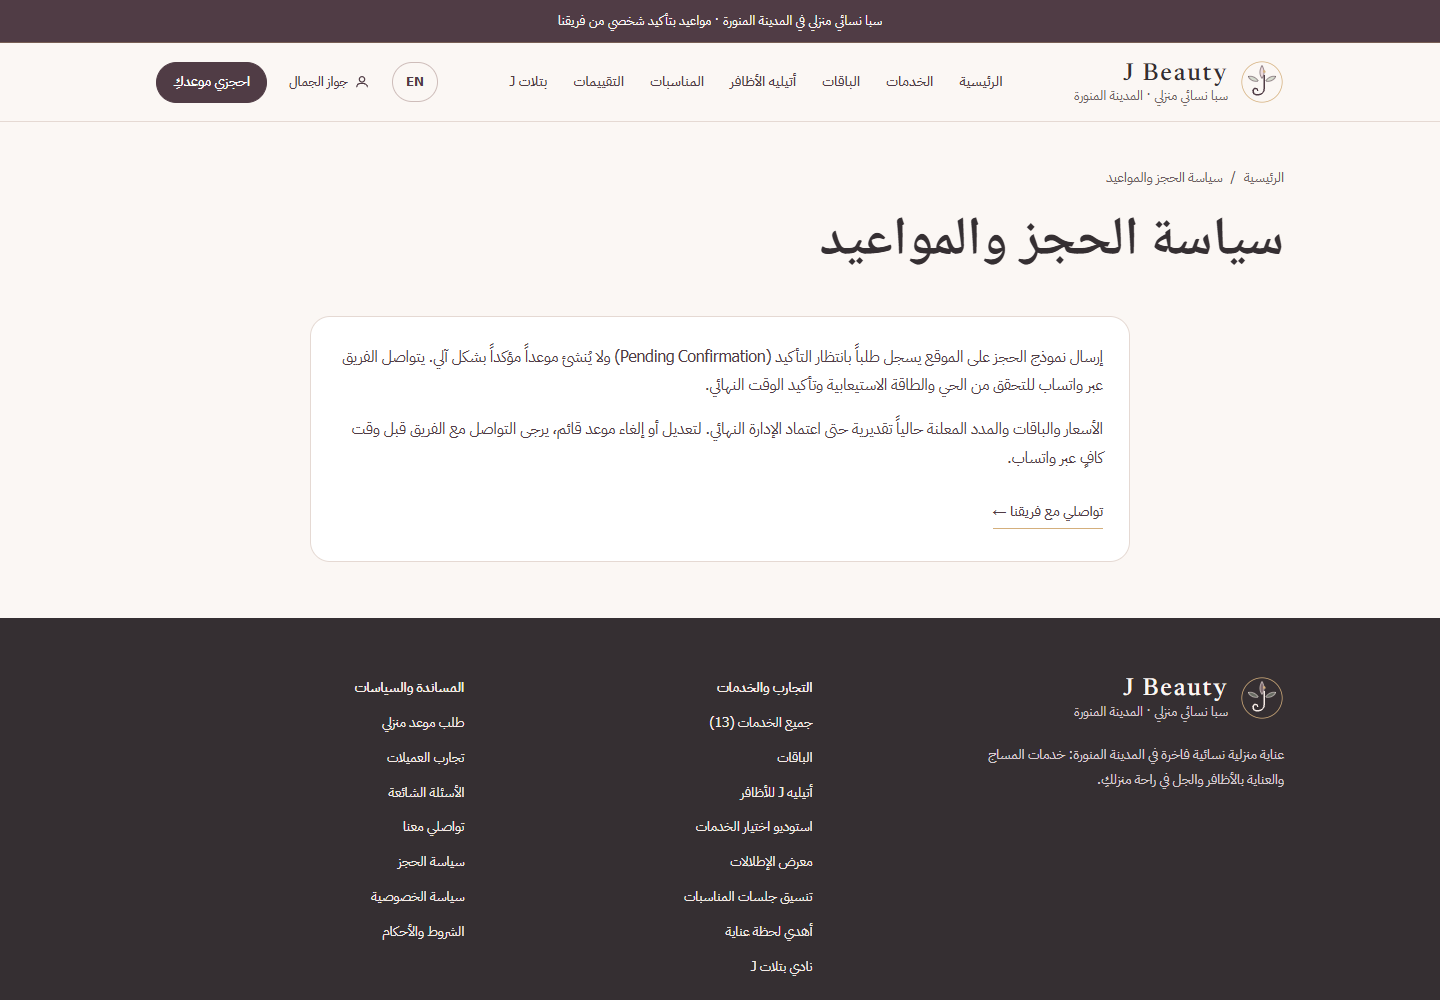 سبا نسائي منزلي في المدينة المنورة · مواعيد بتأكيد شخصي من فريقنا
J Beauty
سبا نسائي منزلي · المدينة المنورة
الرئيسية
الخدمات
الباقات
أتيليه الأظافر
المناسبات
التقييمات
بتلات J
EN
جواز الجمال
احجزي موعدكِ
الرئيسية / سياسة الحجز والمواعيد
سياسة الحجز والمواعيد
إرسال نموذج الحجز على الموقع يسجل طلباً بانتظار التأكيد (Pending Confirmation) ولا يُنشئ موعداً مؤكداً بشكل آلي. يتواصل الفريق
عبر واتساب للتحقق من الحي والطاقة الاستيعابية وتأكيد الوقت النهائي.
الأسعار والباقات والمدد المعلنة حالياً تقديرية حتى اعتماد الإدارة النهائي. لتعديل أو إلغاء موعد قائم، يرجى التواصل مع الفريق قبل وقت
كافٍ عبر واتساب.
تواصلي مع فريقنا ←
J Beauty
سبا نسائي منزلي · المدينة المنورة
عناية منزلية نسائية فاخرة في المدينة المنورة: خدمات المساج
والعناية بالأظافر والجل في راحة منزلكِ.
التجارب والخدمات
جميع الخدمات (13)
الباقات
أتيليه J للأظافر
استوديو اختيار الخدمات
معرض الإطلالات
تنسيق جلسات المناسبات
أهدي لحظة عناية
نادي بتلات J
المساندة والسياسات
طلب موعد منزلي
تجارب العميلات
الأسئلة الشائعة
تواصلي معنا
سياسة الحجز
سياسة الخصوصية
الشروط والأحكام